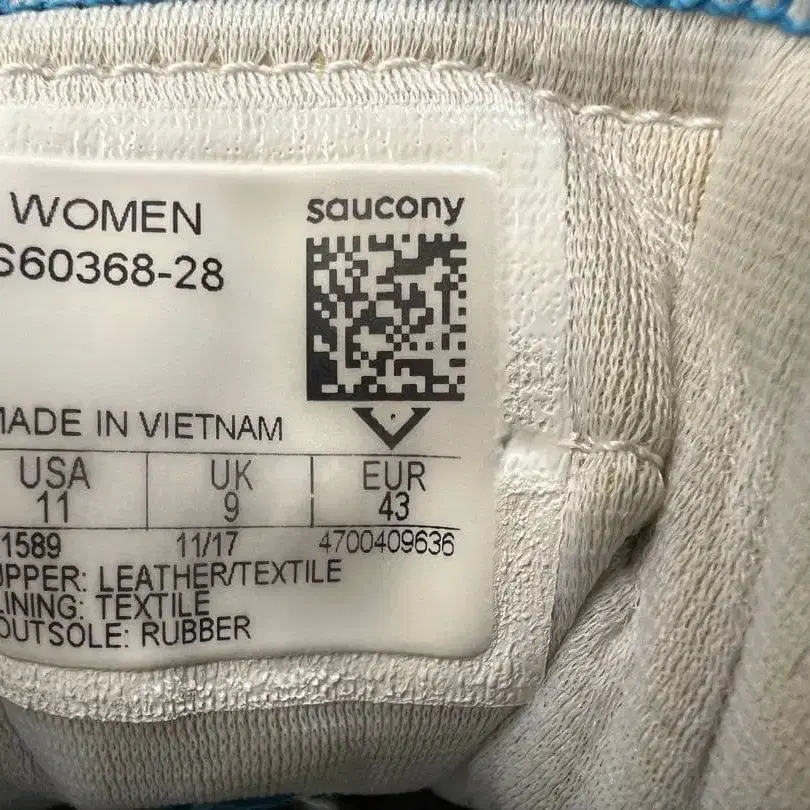 WOMEN
S60368-28
saucony
MADE IN VIETNAM
USA UK EUR
11 9 43
1589 11/17 4700409636
UPPER: LEATHER/TEXTILE
LINING: TEXTILE
OUTSOLE: RUBBER